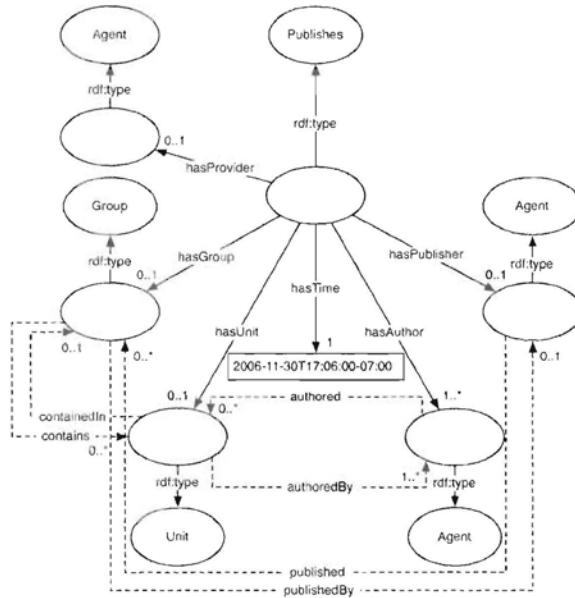 Agent
Publishes
rdf:type
rdf:type
0..1
hasProvider
Group
Agent
rdf:type
hasGroup
hasPublisher
rdf:type
0..1
0..1
hasTime
hasUnit
hasAuthor
0..1
0..*
1
0..1
2006-11-30T17:06:00-07:00
0..1
0..*
authored
1..*
containedIn
contains
0..*
authoredBy
1..*
rdf:type
rdf:type
Unit
Agent
published
publishedBy